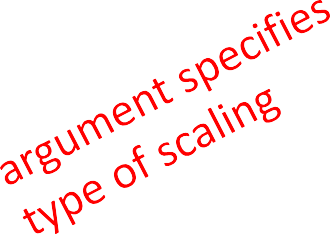 argument specifies
type of scaling